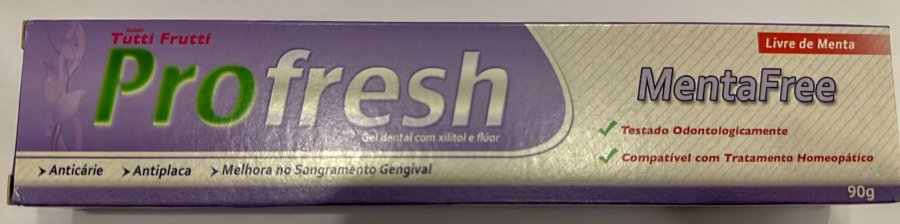 Sabor
Tutti Frutti
Profresh
Gel dental com xilitol e flúor
Anticárie Antiplaca Melhora no Sangramento Gengival
Livre de Menta
MentaFree
Testado Odontologicamente
Compatível com Tratamento Homeopático
90g